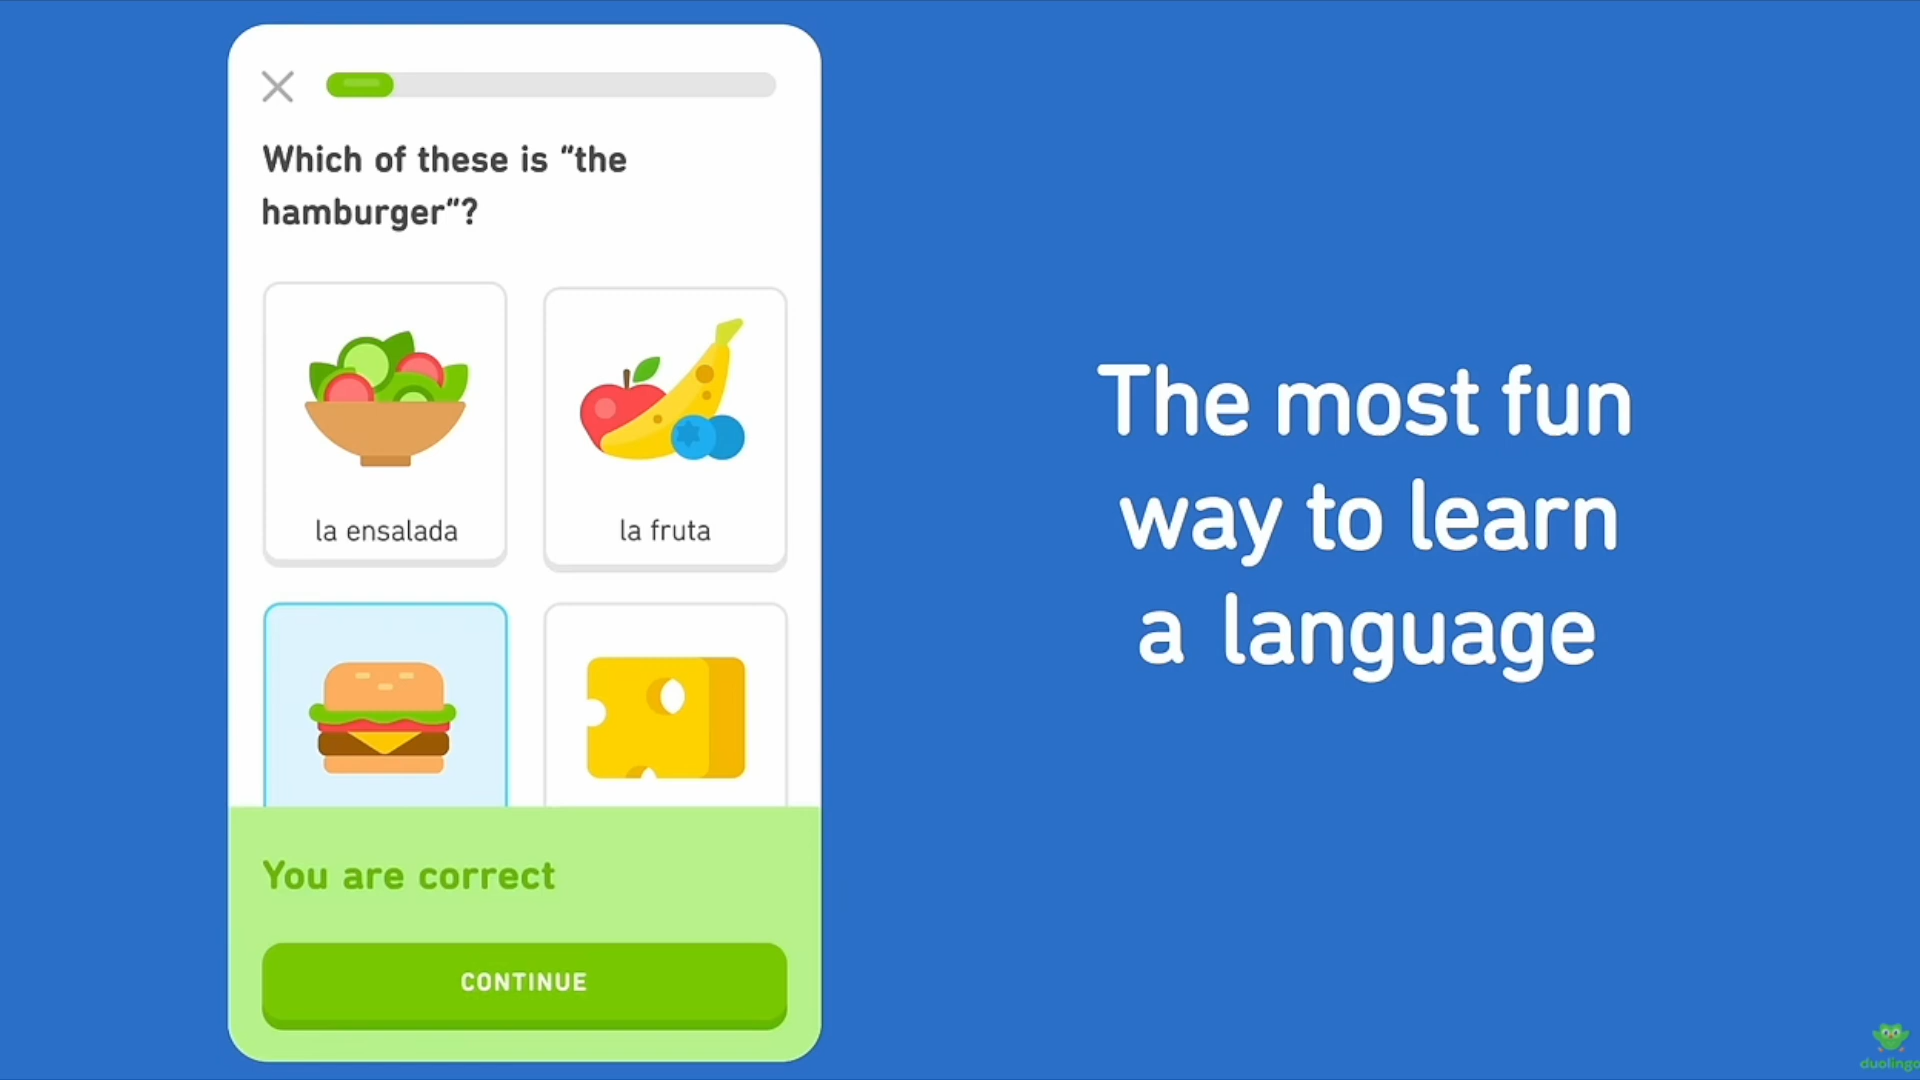 Which of these is “the
hamburger”?
la ensalada
la fruta
You are correct
CONTINUE
The most fun
way to learn
a language
duolingo